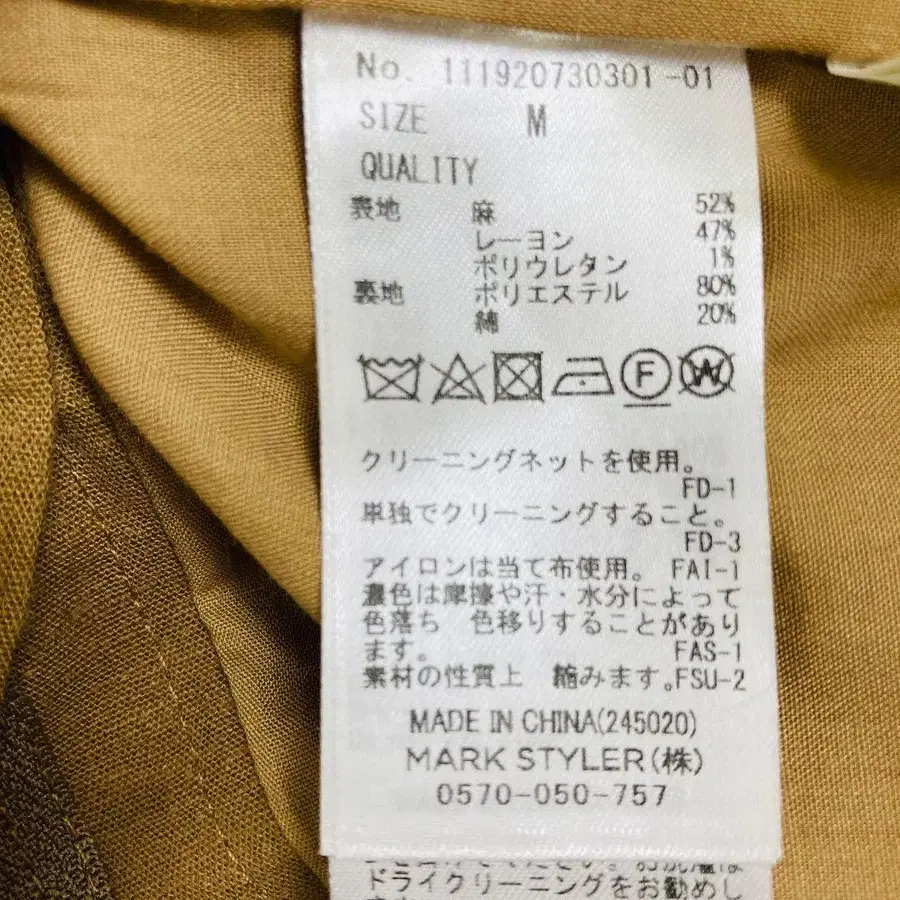 No. 111920730301-01
SIZE M
QUALITY
表地 麻 52%
レーヨン 47%
ポリウレタン 1%
裏地 ポリエステル 80%
綿 20%
F W
クリーニングネットを使用。
FD-1
単独でクリーニングすること。
FD-3
アイロンは当て布使用。 FAI-1
濃色は摩擦や汗・水分によって
色落ち 色移りすることがあり
ます。 FAS-1
素材の性質上 縮みます。FSU-2
MADE IN CHINA(245020)
MARK STYLER(株)
0570-050-757
ドライクリーニングをお勧めし